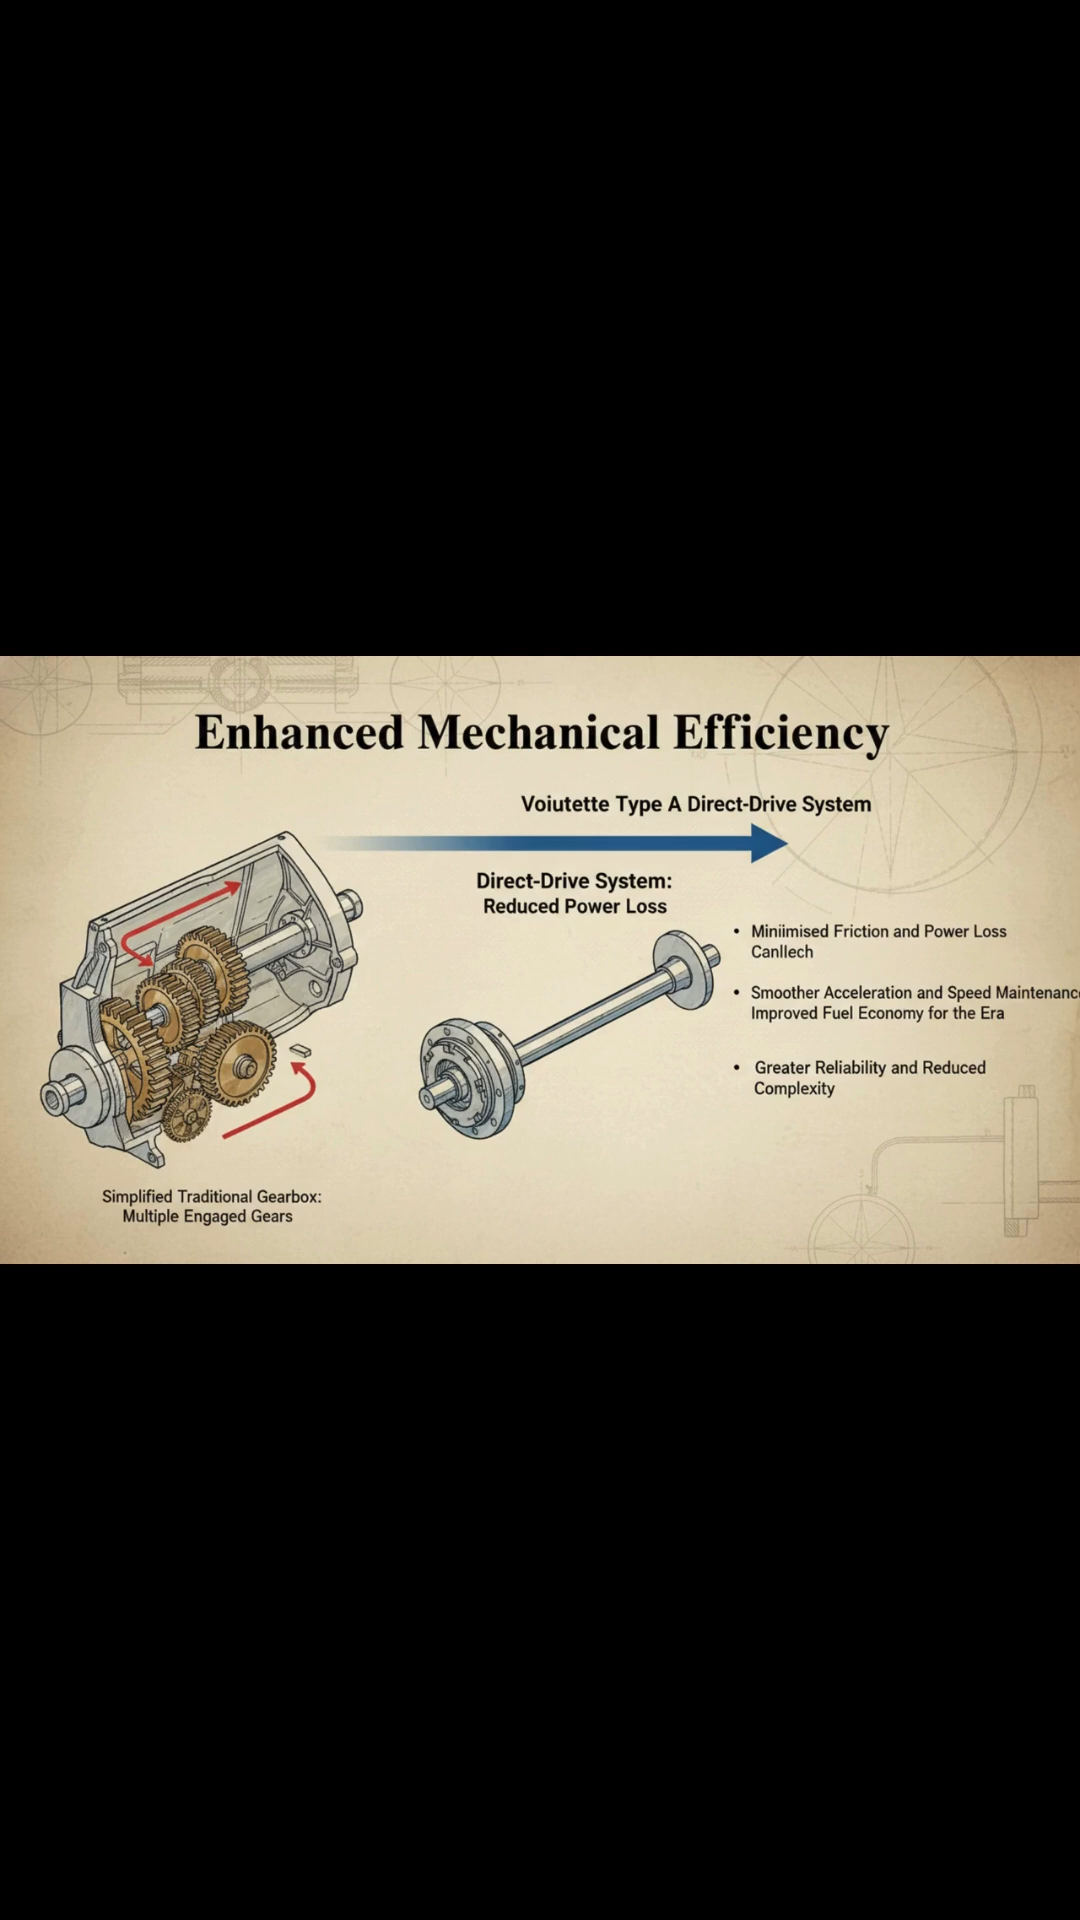 Enhanced Mechanical Efficiency
Voiutette Type A Direct-Drive System
Direct-Drive System:
Reduced Power Loss
• Miniimised Friction and Power Loss
Canllech
• Smoother Acceleration and Speed Maintenance
Improved Fuel Economy for the Era
• Greater Reliability and Reduced
Complexity
Simplified Traditional Gearbox:
Multiple Engaged Gears